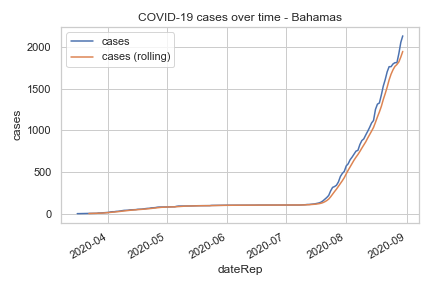 COVID-19 cases over time - Bahamas
cases
cases (rolling)
2000
1500
1000
500
0
cases
2020-04
2020-05
2020-06
2020-07
2020-08
2020-09
dateRep